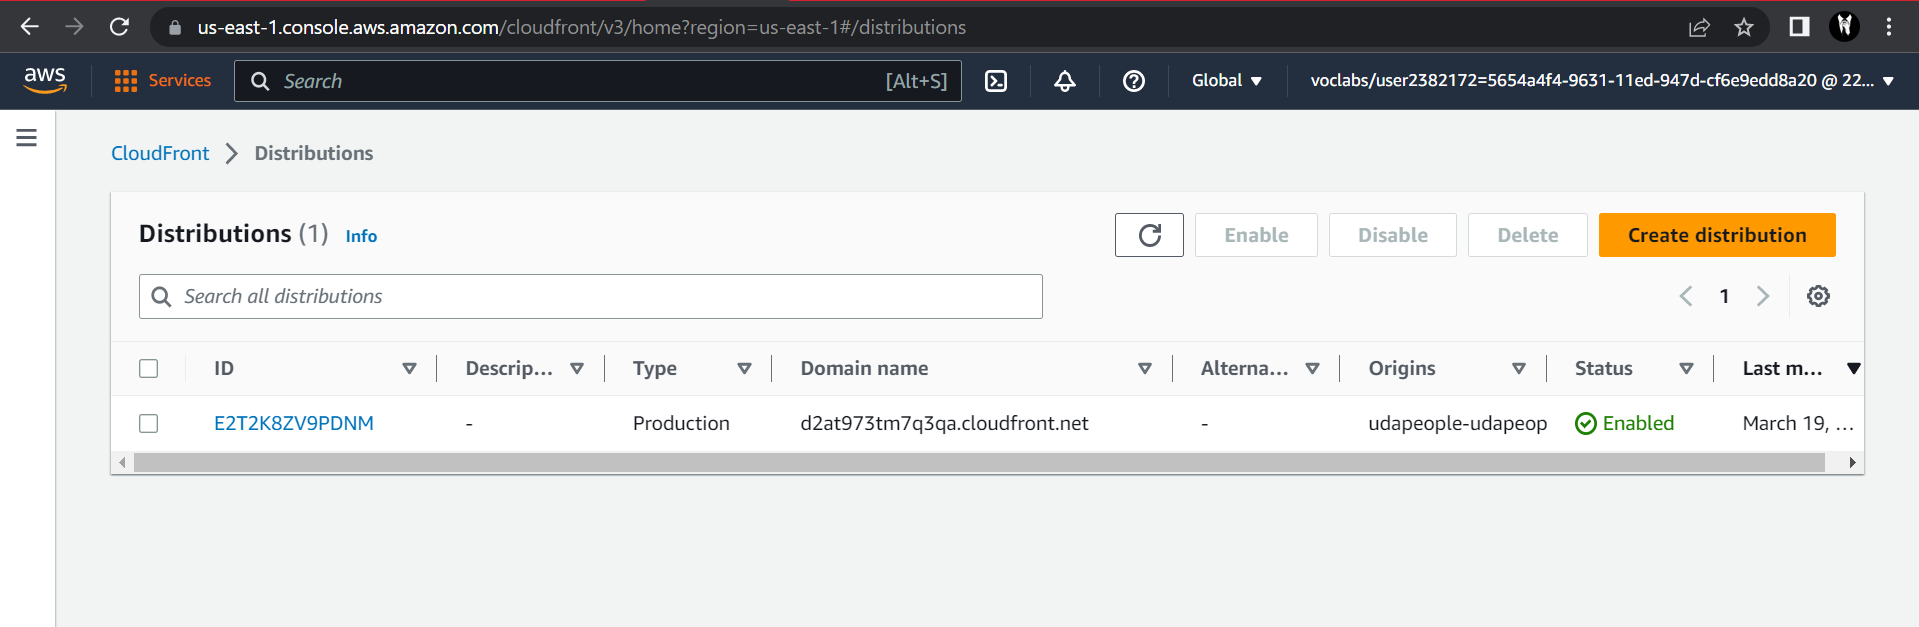 us-east-1.console.aws.amazon.com/cloudfront/v3/home?region=us-east-1#/distributions
aws Services Search [Alt+S] Global voclabs/user2382172=5654a4f4-9631-11ed-947d-cf6e9edd8a20 @ 22...
CloudFront Distributions
Distributions (1) Info Enable Disable Delete Create distribution
Search all distributions 1
ID Descrip... Type Domain name Alterna... Origins Status Last m...
E2T2K8ZV9PDNM - Production d2at973tm7q3qa.cloudfront.net - udapeople-udapeop Enabled March 19, ...